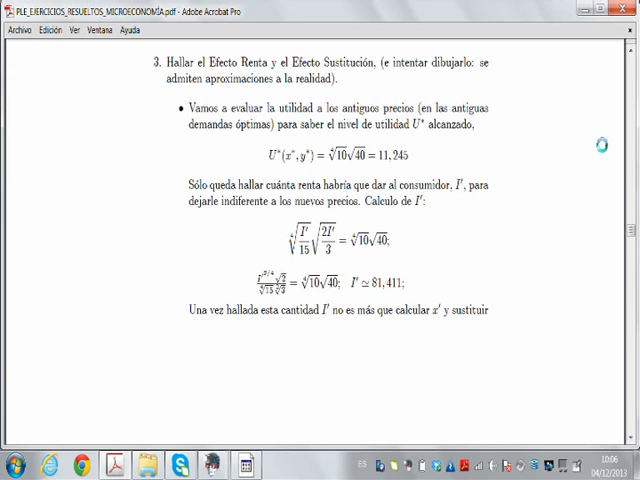 PLE_EJERCICIOS_RESUELTOS_MICROECONOMÍA.pdf - Adobe Acrobat Pro
Archivo Edición Ver Ventana Ayuda
3. Hallar el Efecto Renta y el Efecto Sustitución, (e intentar dibujarlo: se
admiten aproximaciones a la realidad).
• Vamos a evaluar la utilidad a los antiguos precios (en las antiguas
demandas óptimas) para saber el nivel de utilidad U* alcanzado,
U*(x*, y*) = ∜10√40 = 11,245
Sólo queda hallar cuánta renta habría que dar al consumidor, I′, para
dejarle indiferente a los nuevos precios. Calculo de I′:
∜(I′/15) √(2I′/3) = ∜10√40;
I′^(3/4) √2 / ∜15 ∛3 = ∜10√40; I′ ≃ 81,411;
Una vez hallada esta cantidad I′ no es más que calcular x′ y sustituir
ES
10:06
04/12/2013